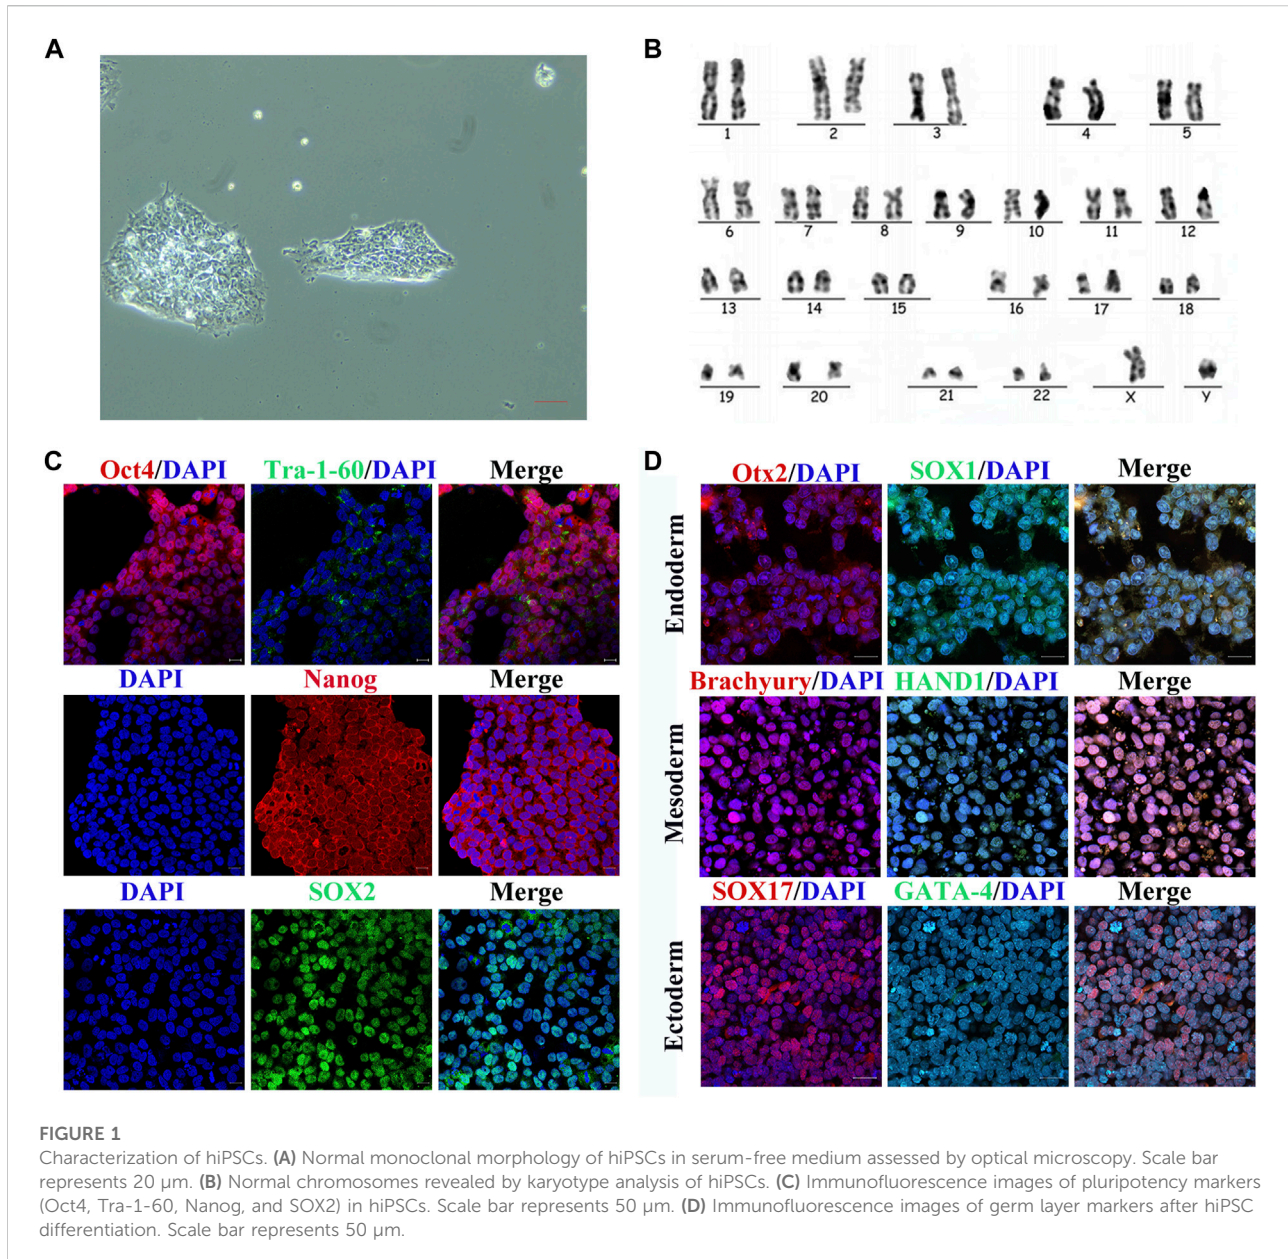 A
B
1 2 3 4 5
6 7 8 9 10 11 12
13 14 15 16 17 18
19 20 21 22 X Y
C
Oct4/DAPI Tra-1-60/DAPI Merge
DAPI Nanog Merge
DAPI SOX2 Merge
D
Endoderm
Otx2/DAPI SOX1/DAPI Merge
Mesoderm
Brachyury/DAPI HAND1/DAPI Merge
Ectoderm
SOX17/DAPI GATA-4/DAPI Merge
FIGURE 1
Characterization of hiPSCs. (A) Normal monoclonal morphology of hiPSCs in serum-free medium assessed by optical microscopy. Scale bar
represents 20 μm. (B) Normal chromosomes revealed by karyotype analysis of hiPSCs. (C) Immunofluorescence images of pluripotency markers
(Oct4, Tra-1-60, Nanog, and SOX2) in hiPSCs. Scale bar represents 50 μm. (D) Immunofluorescence images of germ layer markers after hiPSC
differentiation. Scale bar represents 50 μm.